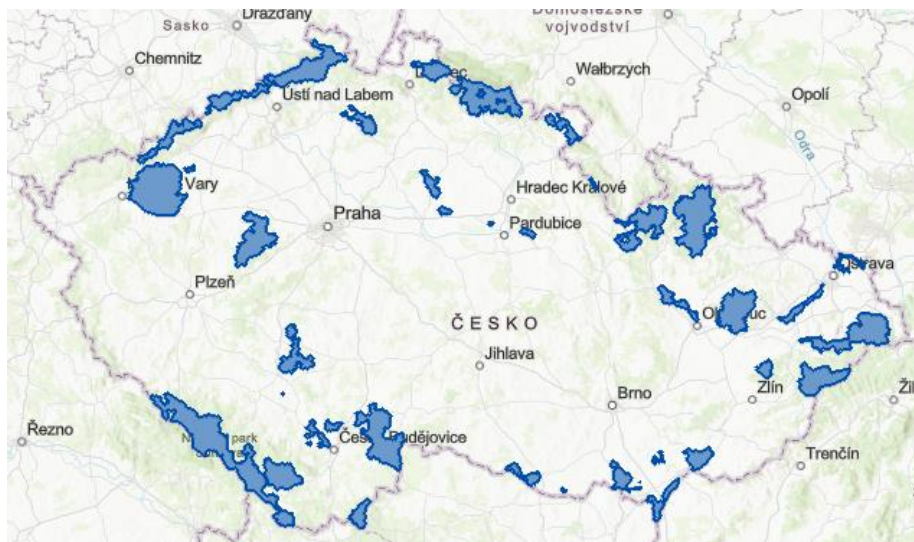 Drážďany
Sasko
Dolnoslezské
vojvodství
Chemnitz
Wałbrzych
Opolí
Ústí nad Labem
Odra
Vary
Hradec Králové
Praha
Pardubice
Ostrava
Plzeň
ČESKO
Jihlava
Brno
Zlín
Řezno
Trenčín